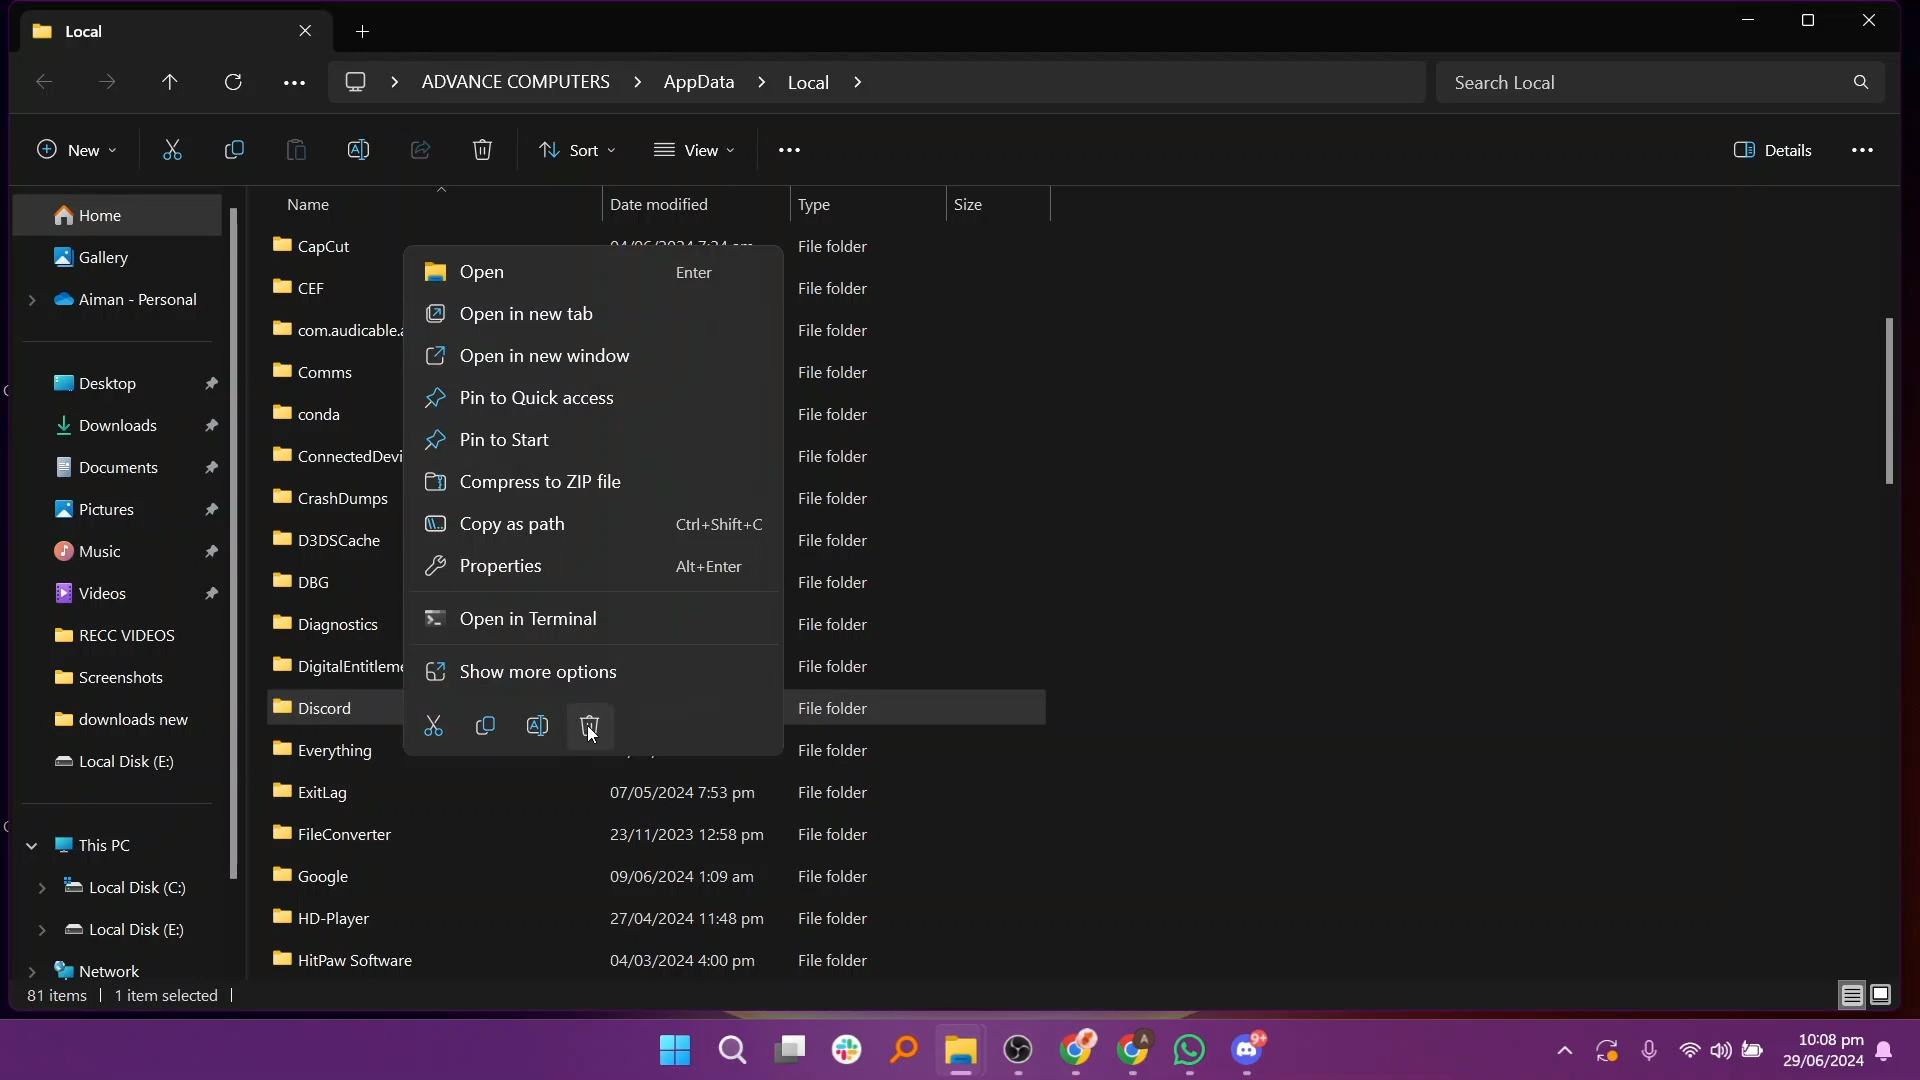 Local
ADVANCE COMPUTERS > AppData > Local >
Search Local
New
Sort
View
Details
Name
Date modified
Type
Size
Home
Gallery
Aiman - Personal
Desktop
Downloads
Documents
Pictures
Music
Videos
RECC VIDEOS
Screenshots
downloads new
Local Disk (E:)
This PC
Local Disk (C:)
Local Disk (E:)
Network
CapCut File folder
CEF File folder
com.audicable. File folder
Comms File folder
conda File folder
ConnectedDevi File folder
CrashDumps File folder
D3DSCache File folder
DBG File folder
Diagnostics File folder
DigitalEntitleme File folder
Discord File folder
Everything File folder
ExitLag 07/05/2024 7:53 pm File folder
FileConverter 23/11/2023 12:58 pm File folder
Google 09/06/2024 1:09 am File folder
HD-Player 27/04/2024 11:48 pm File folder
HitPaw Software 04/03/2024 4:00 pm File folder
Open Enter
Open in new tab
Open in new window
Pin to Quick access
Pin to Start
Compress to ZIP file
Copy as path Ctrl+Shift+C
Properties Alt+Enter
Open in Terminal
Show more options
81 items | 1 item selected |
A
9+
10:08 pm
29/06/2024